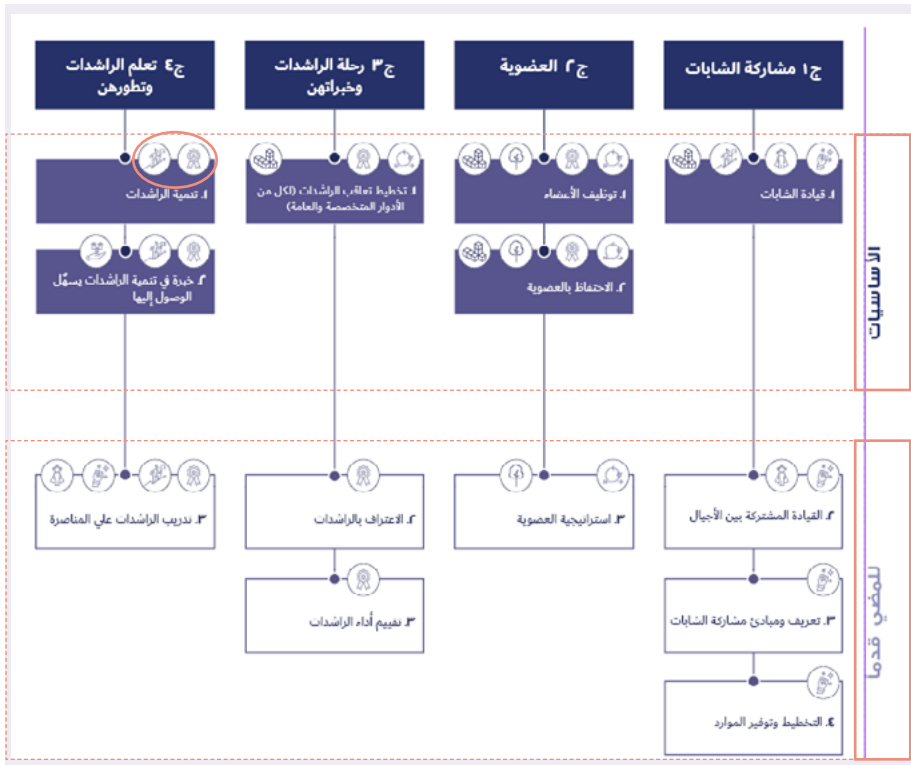 ج١ مشاركة الشابات
ج٢ العضوية
ج٣ رحلة الراشدات
وخبراتهن
ج٤ تعلم الراشدات
وتطورهن
الأساسيات
١. قيادة الشابات
١. توظيف الأعضاء
٢. الاحتفاظ بالعضوية
١. تخطيط تعاقب الراشدات (لكل من
الأدوار المتخصصة والعامة)
١. تنمية الراشدات
٢. خبرة في تنمية الراشدات يسهّل
الوصول إليها
للمضي قدما
٢. القيادة المشتركة بين الأجيال
٣. تعريف ومبادئ مشاركة الشابات
٤. التخطيط وتوفير الموارد
٣. استراتيجية العضوية
٢. الاعتراف بالراشدات
٣. تقييم أداء الراشدات
٣. تدريب الراشدات علي المناصرة